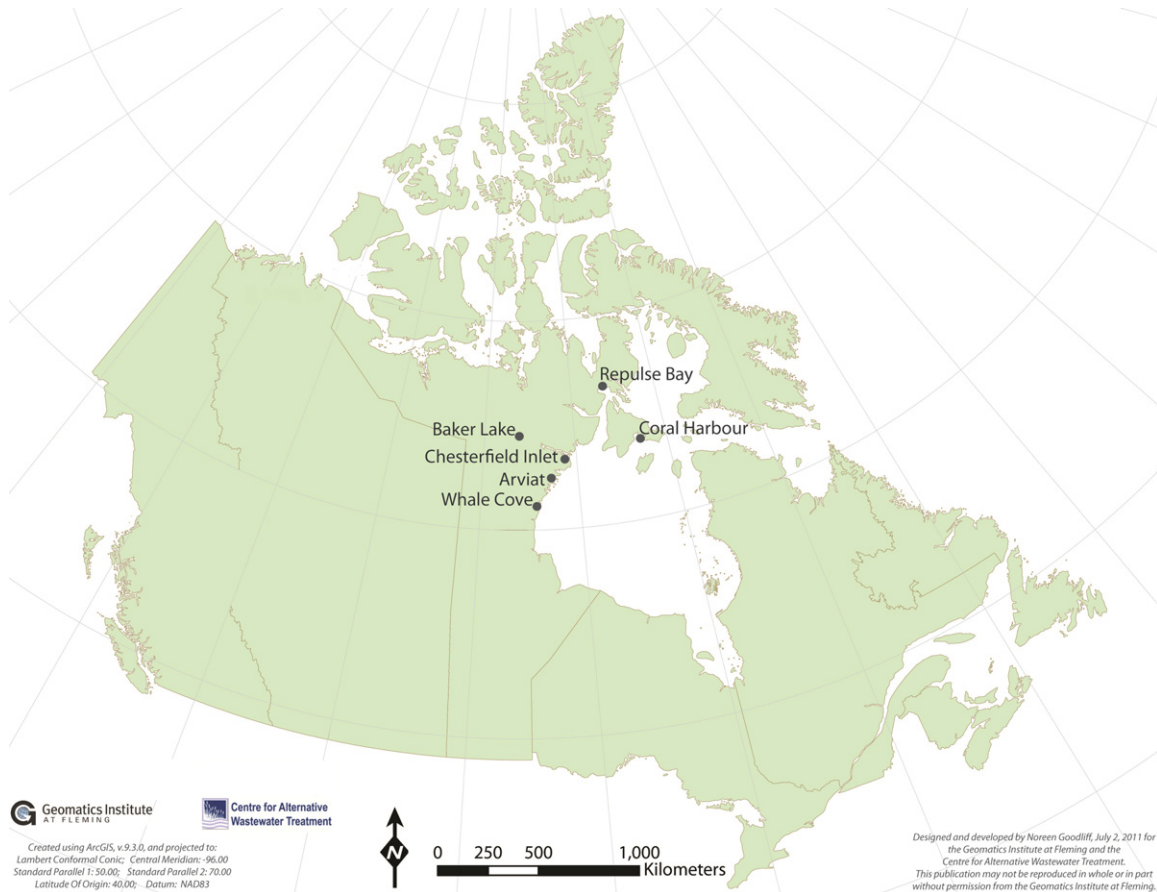 Repulse Bay
Baker Lake
Coral Harbour
Chesterfield Inlet
Arviat
Whale Cove
Geomatics Institute
AT FLEMING
Centre for Alternative
Wastewater Treatment
Created using ArcGIS, v.9.3.0, and projected to:
Lambert Conformal Conic; Central Meridian: -96.00
Standard Parallel 1: 50.00; Standard Parallel 2: 70.00
Latitude Of Origin: 40.00; Datum: NAD83
N
0 250 500 1,000
Kilometers
Designed and developed by Noreen Goodliff, July 2, 2011 for
the Geomatics Institute at Fleming and the
Centre for Alternative Wastewater Treatment.
This publication may not be reproduced in whole or in part
without permission from the Geomatics Institute at Fleming.